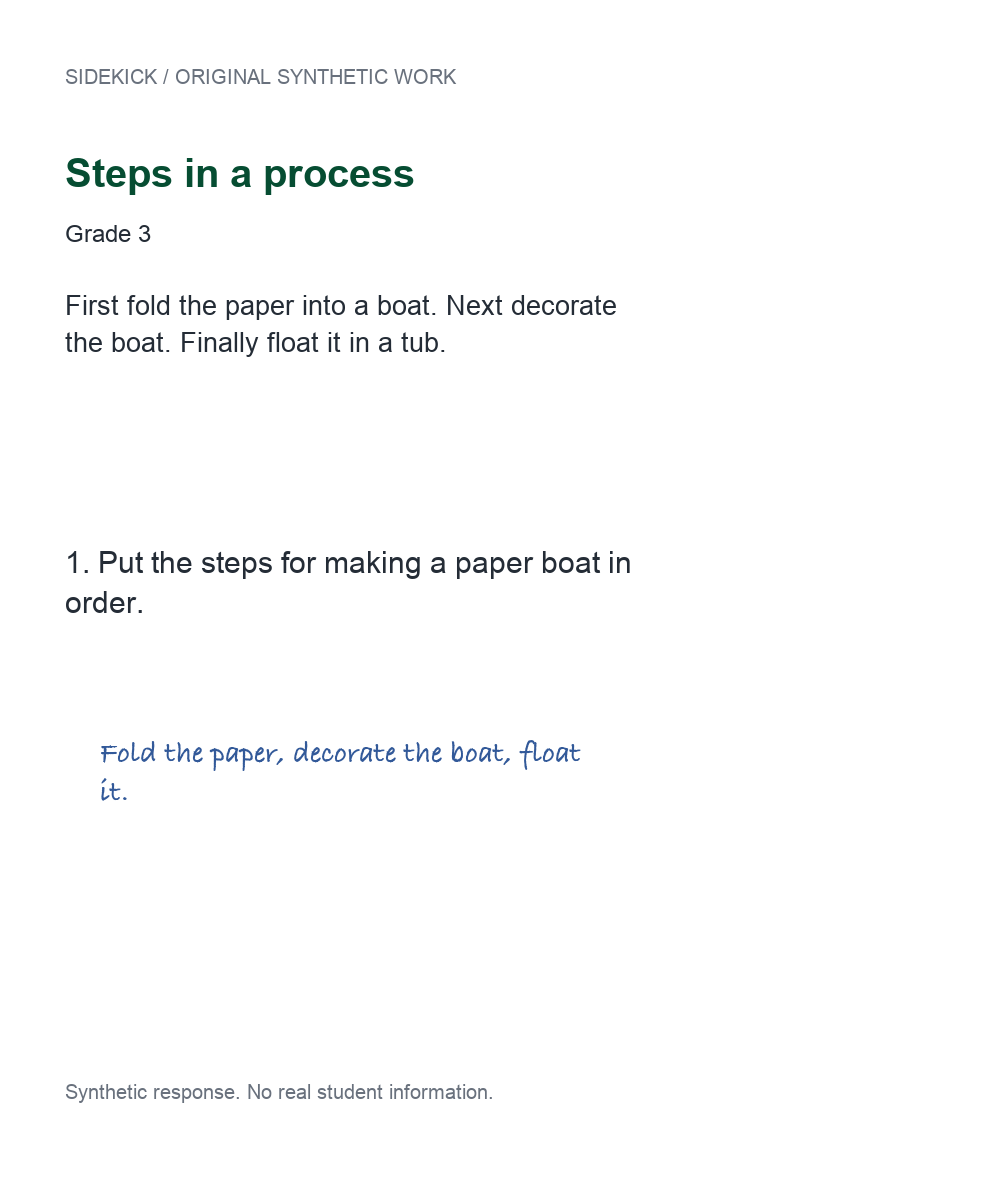 SIDEKICK / ORIGINAL SYNTHETIC WORK
Steps in a process
Grade 3
First fold the paper into a boat. Next decorate
the boat. Finally float it in a tub.
1. Put the steps for making a paper boat in
order.
Fold the paper, decorate the boat, float
it.
Synthetic response. No real student information.